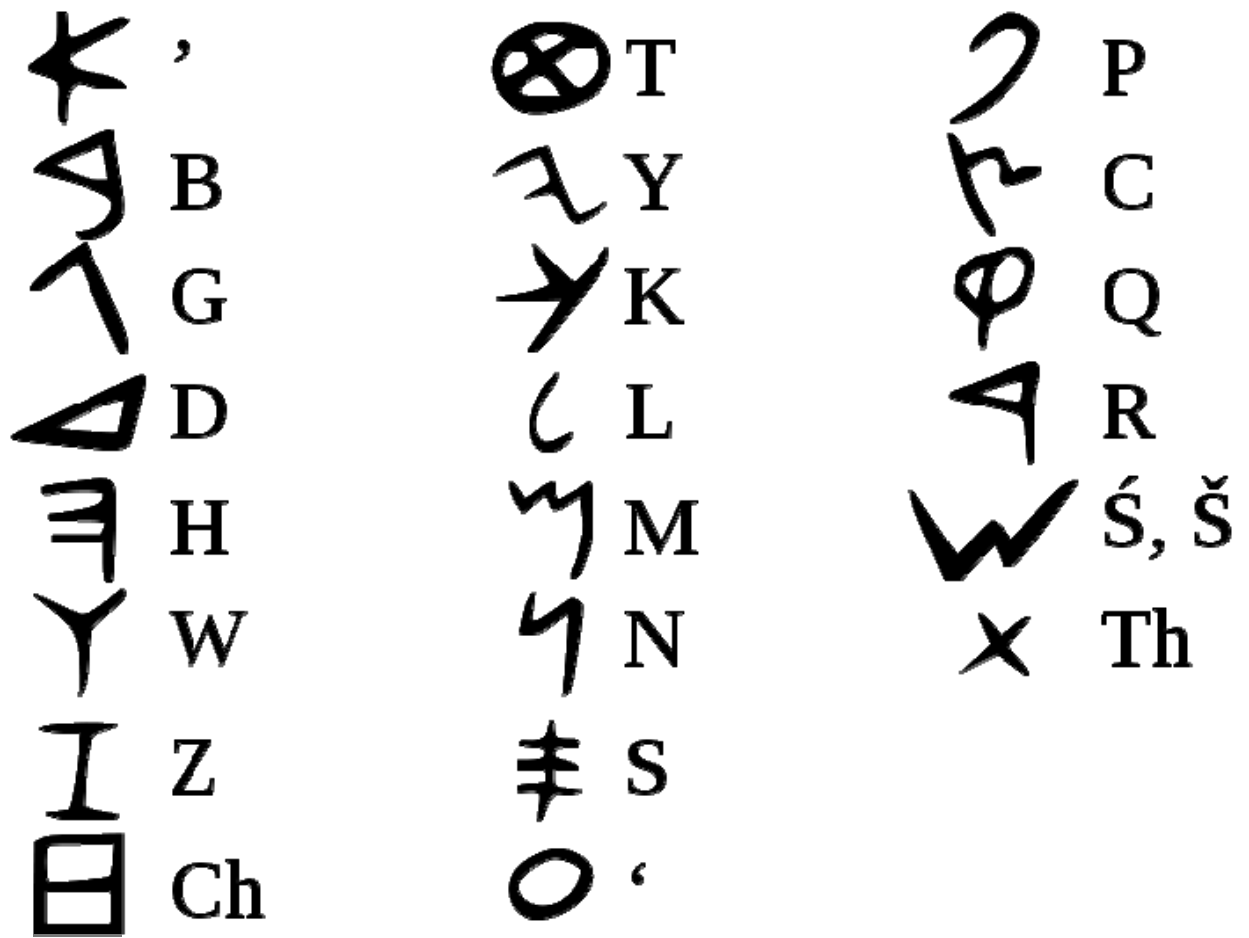 𐤀 ’
𐤁 B
𐤂 G
𐤃 D
𐤄 H
𐤅 W
𐤆 Z
𐤇 Ch
𐤈 T
𐤉 Y
𐤊 K
𐤋 L
𐤌 M
𐤍 N
𐤎 S
𐤏 ‘
𐤐 P
𐤑 C
𐤒 Q
𐤓 R
𐤔 Ś, Š
𐤕 Th